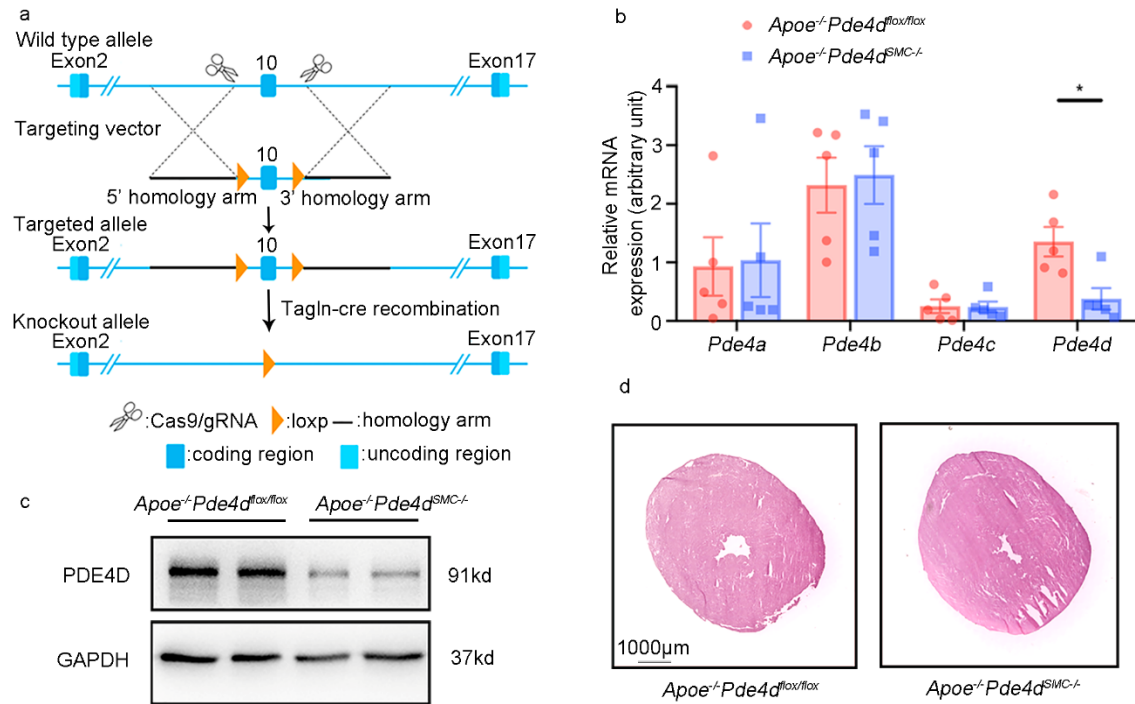 a
Wild type allele
Exon2
10
Exon17
Targeting vector
10
5' homology arm
3' homology arm
Targeted allele
Exon2
10
Exon17
Tagln-cre recombination
Knockout allele
Exon2
Exon17
:Cas9/gRNA :loxp :homology arm
:coding region :uncoding region
b
Apoe-/-Pde4dflox/flox
Apoe-/-Pde4dSMC-/-
Relative mRNA
expression (arbitrary unit)
4
3
2
1
0
*
Pde4a Pde4b Pde4c Pde4d
c
Apoe-/-Pde4dflox/flox Apoe-/-Pde4dSMC-/-
PDE4D 91kd
GAPDH 37kd
d
1000μm
Apoe-/-Pde4dflox/flox Apoe-/-Pde4dSMC-/-